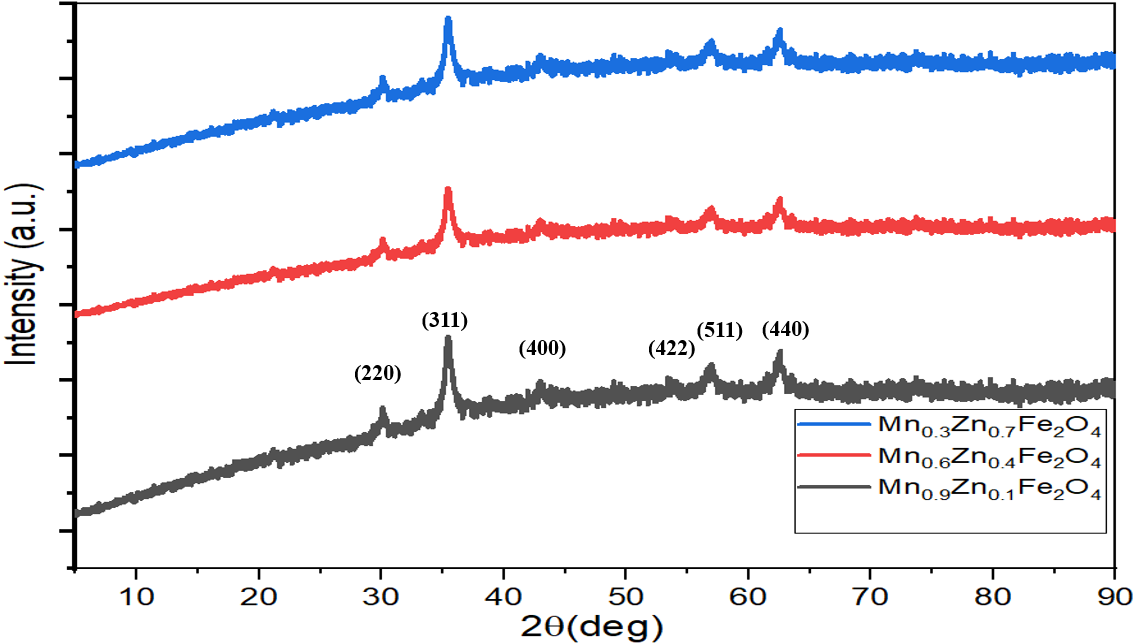 Intensity (a.u.)
(220)
(311)
(400)
(422)
(511)
(440)
Mn₀.₃Zn₀.₇Fe₂O₄
Mn₀.₆Zn₀.₄Fe₂O₄
Mn₀.₉Zn₀.₁Fe₂O₄
10 20 30 40 50 60 70 80 90
2θ(deg)